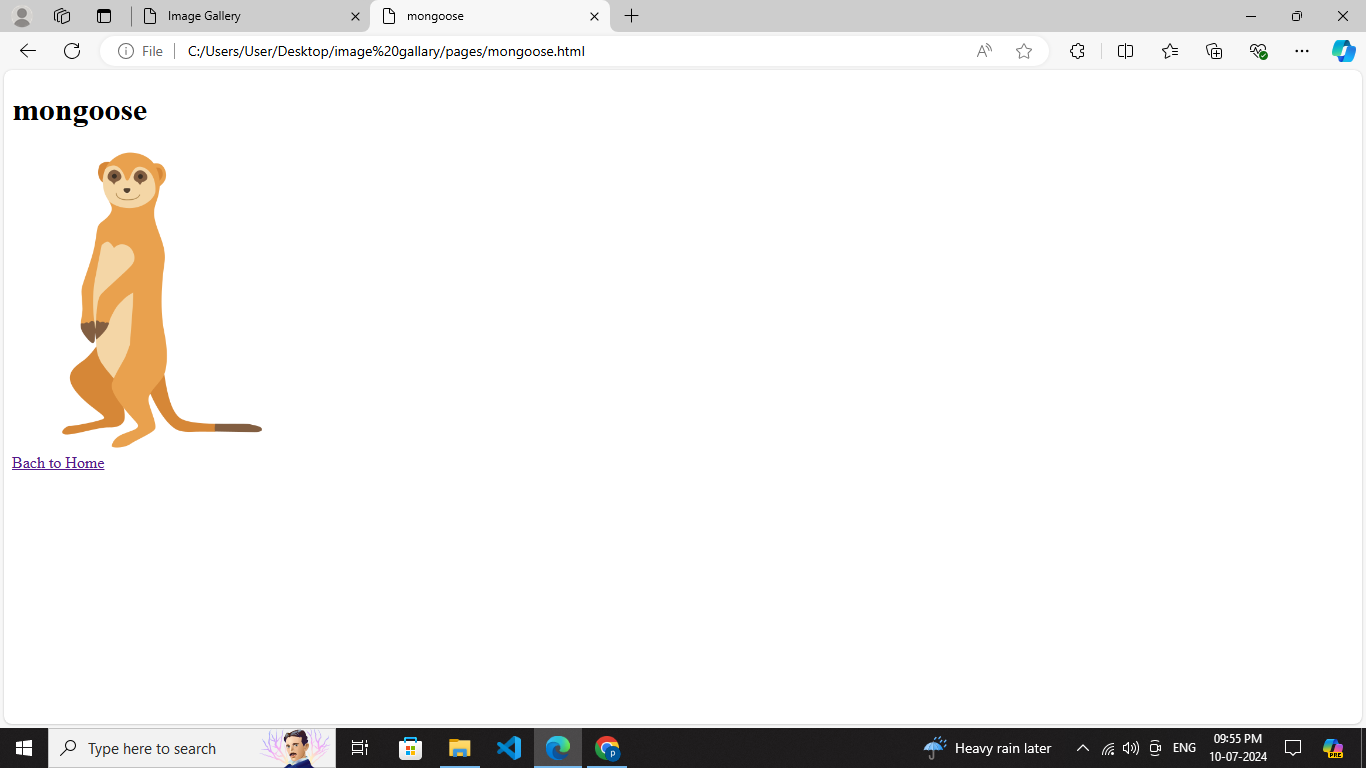 Image Gallery
mongoose
File
C:/Users/User/Desktop/image%20gallary/pages/mongoose.html
mongoose
Bach to Home
Type here to search
Heavy rain later
ENG
09:55 PM
10-07-2024
PRE